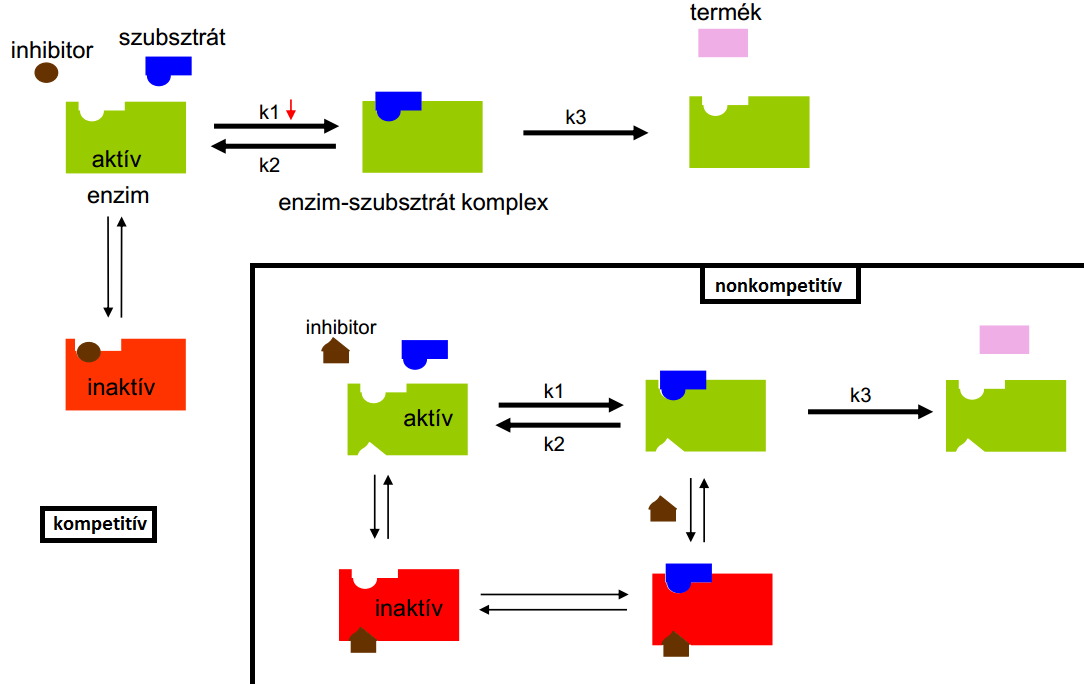 termék
szubsztrát
inhibitor
k1
k3
k2
aktív
enzim
enzim-szubsztrát komplex
nonkompetitív
inhibitor
inaktív
k1
k3
aktív
k2
kompetitív
inaktív